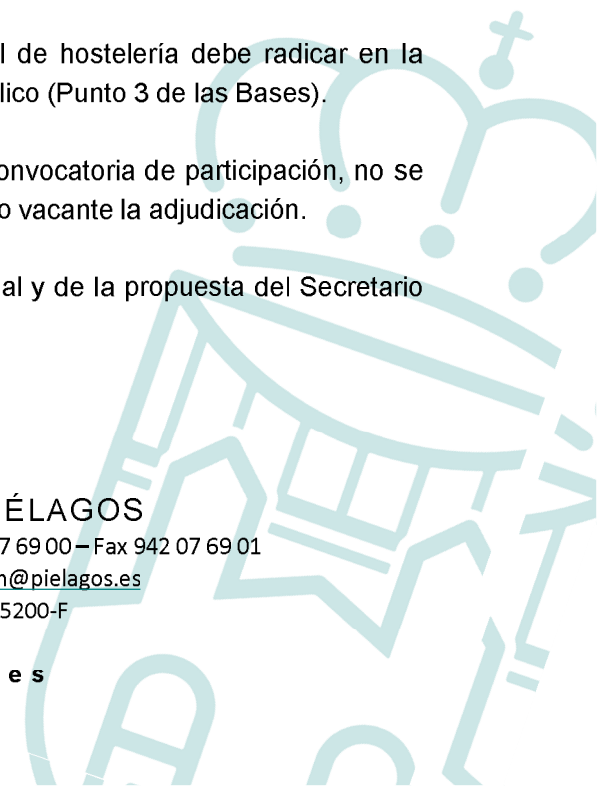 l de hostelería debe radicar en la
lico (Punto 3 de las Bases).
onvocatoria de participación, no se
o vacante la adjudicación.
al y de la propuesta del Secretario
ÉLAGOS
7 69 00 – Fax 942 07 69 01
n@pielagos.es
5200-F
e s